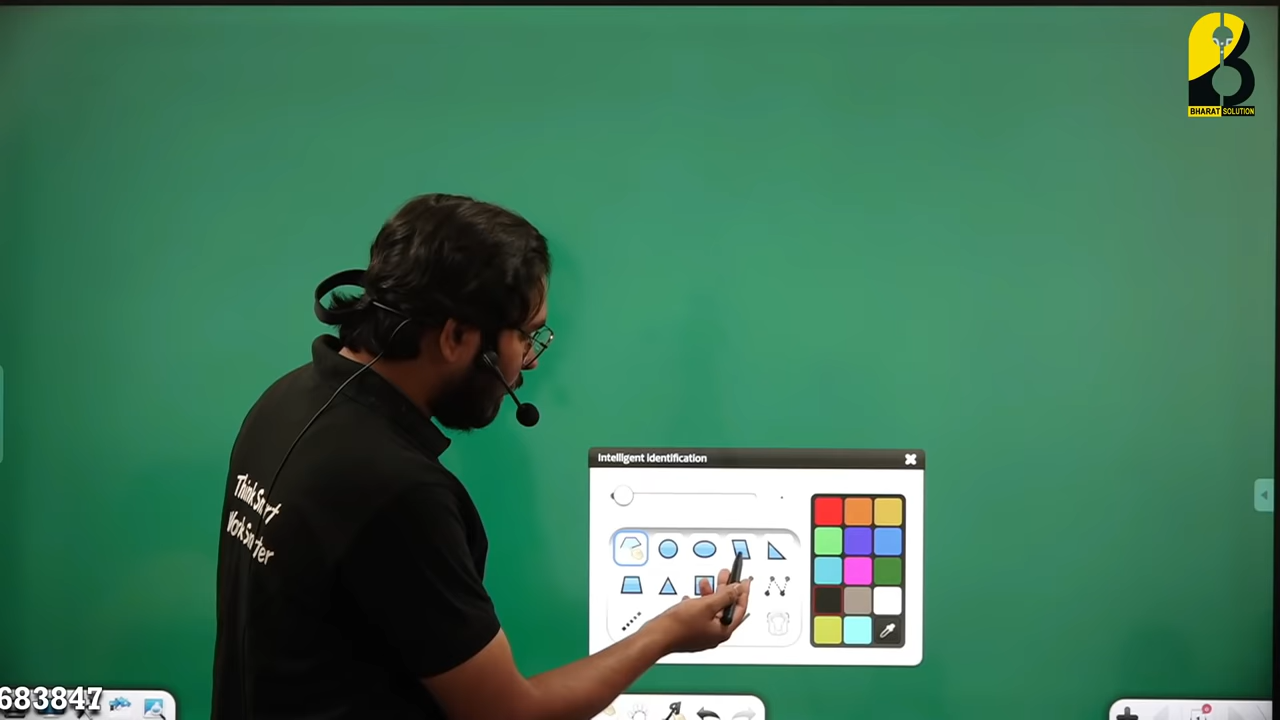 BHARAT SOLUTION
Intelligent identification
Think Smart
Work Smarter
683847